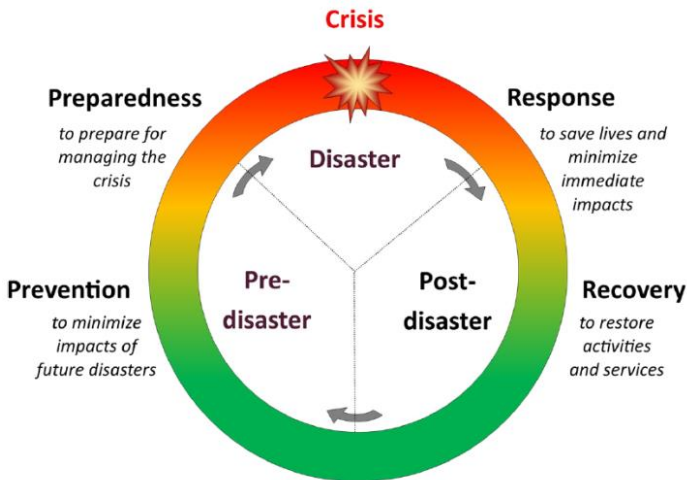 Crisis
Preparedness
to prepare for
managing the
crisis
Response
to save lives and
minimize
immediate
impacts
Disaster
Prevention
to minimize
impacts of
future disasters
Pre-
disaster
Post-
disaster
Recovery
to restore
activities
and services